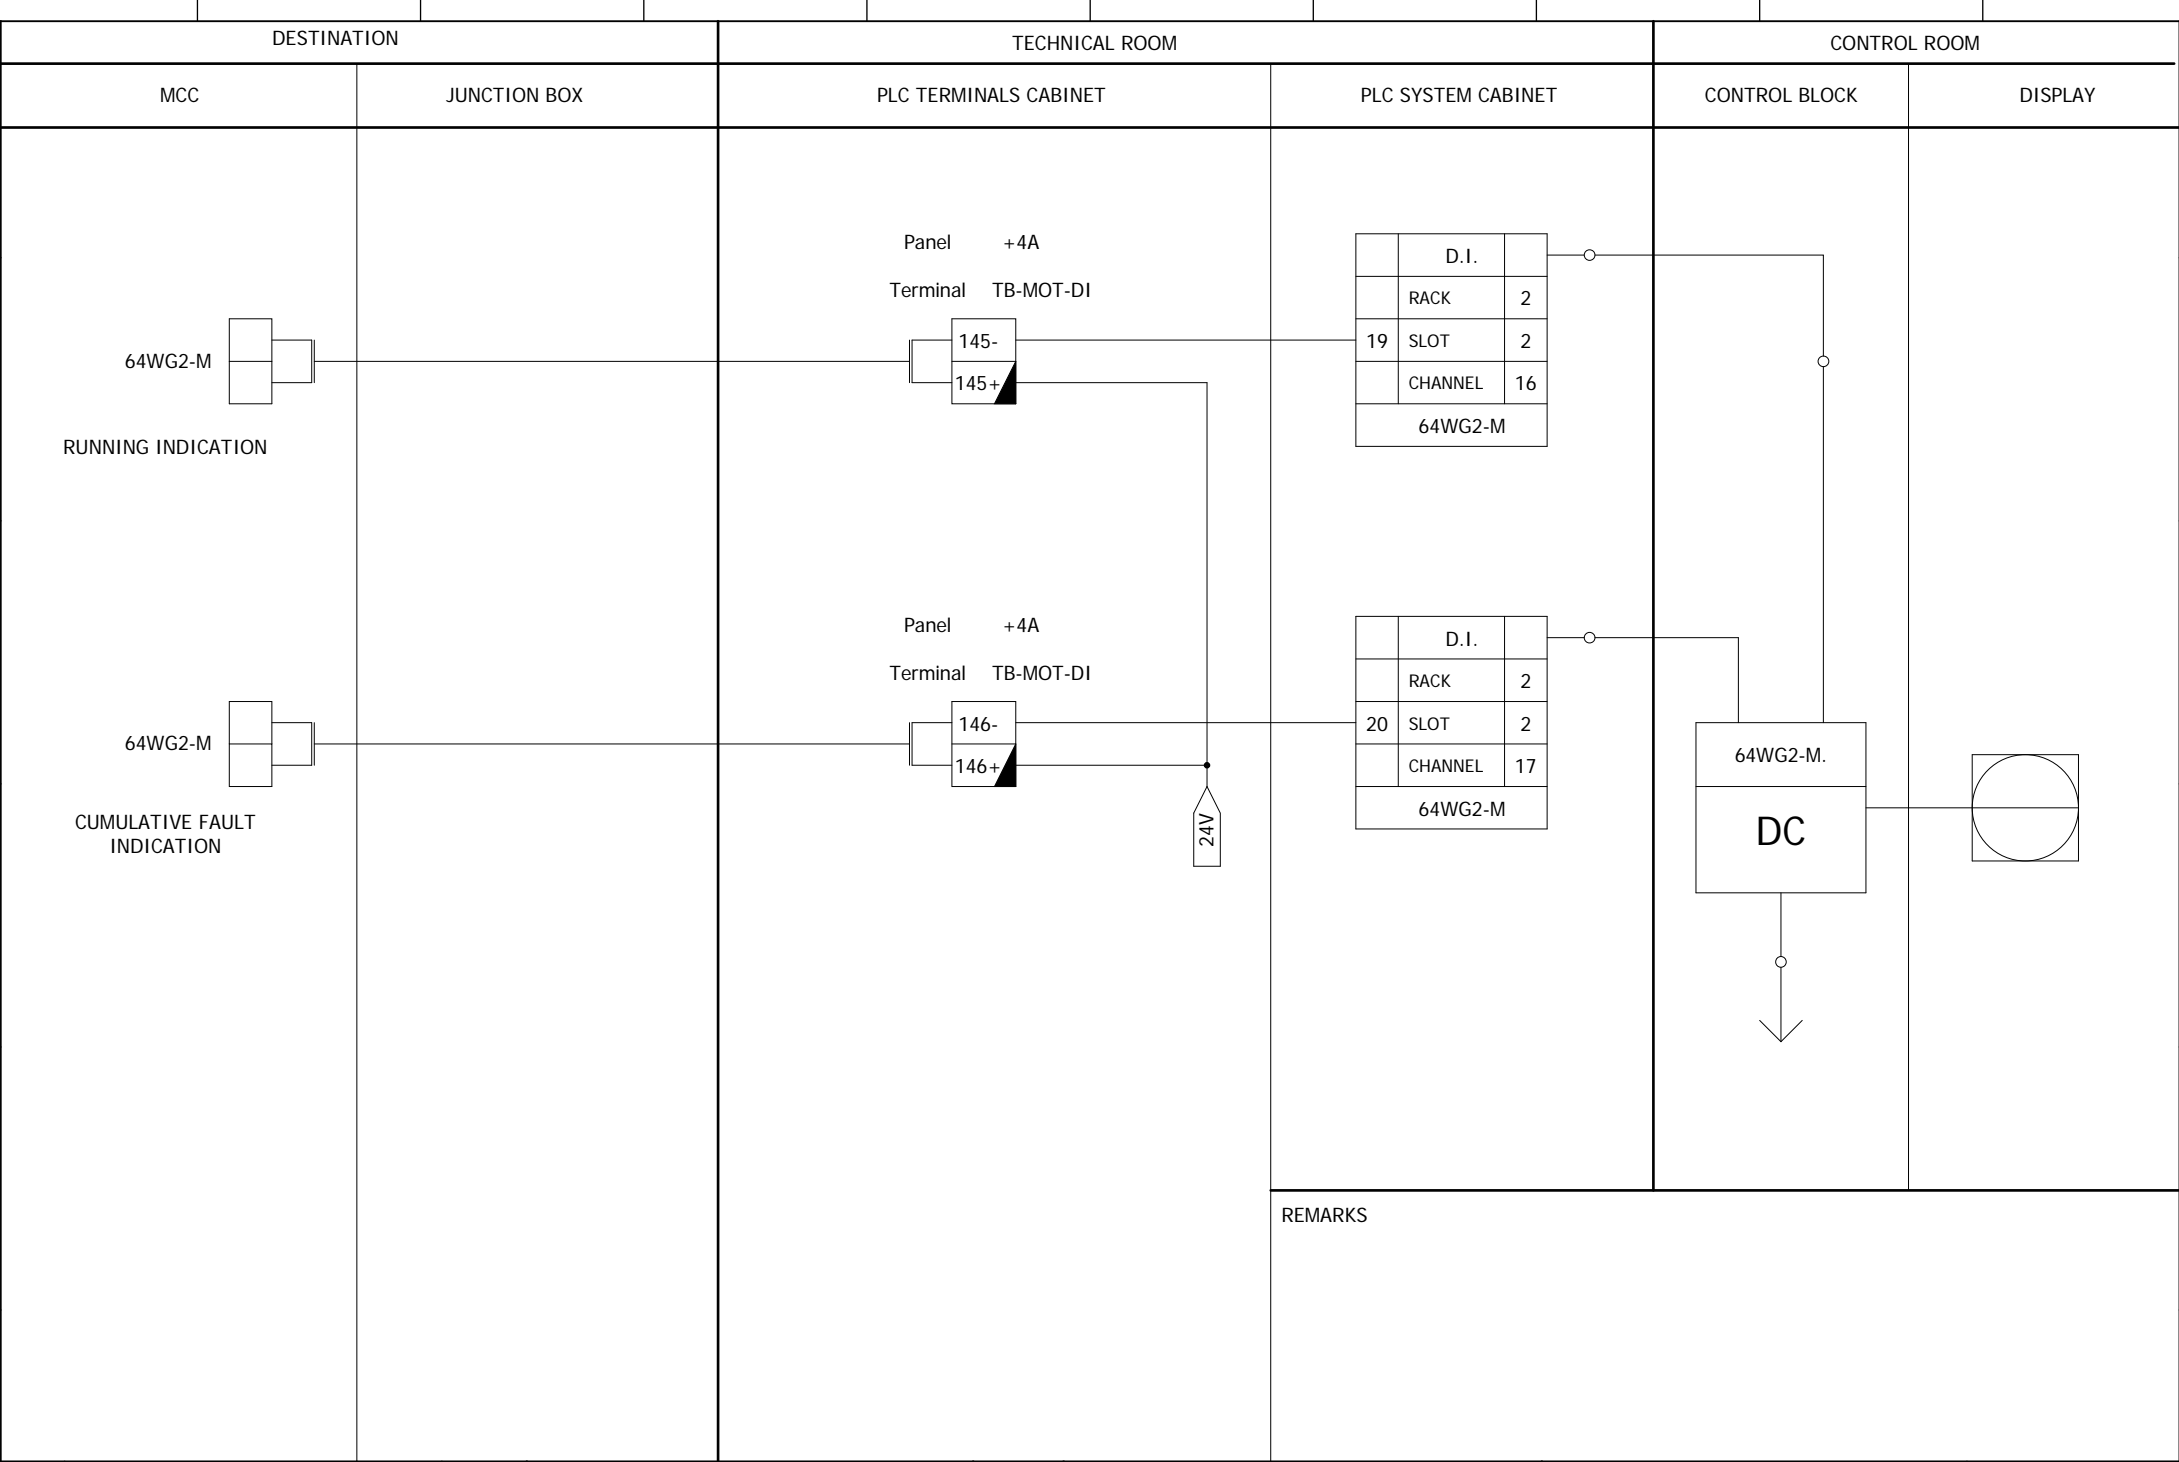 DESTINATION
TECHNICAL ROOM
CONTROL ROOM
MCC
JUNCTION BOX
PLC TERMINALS CABINET
PLC SYSTEM CABINET
CONTROL BLOCK
DISPLAY
64WG2-M
RUNNING INDICATION
Panel +4A
Terminal TB-MOT-DI
145-
145+
D.I.
RACK 2
19 SLOT 2
CHANNEL 16
64WG2-M
64WG2-M
CUMULATIVE FAULT
INDICATION
Panel +4A
Terminal TB-MOT-DI
146-
146+
24V
D.I.
RACK 2
20 SLOT 2
CHANNEL 17
64WG2-M
64WG2-M.
DC
REMARKS